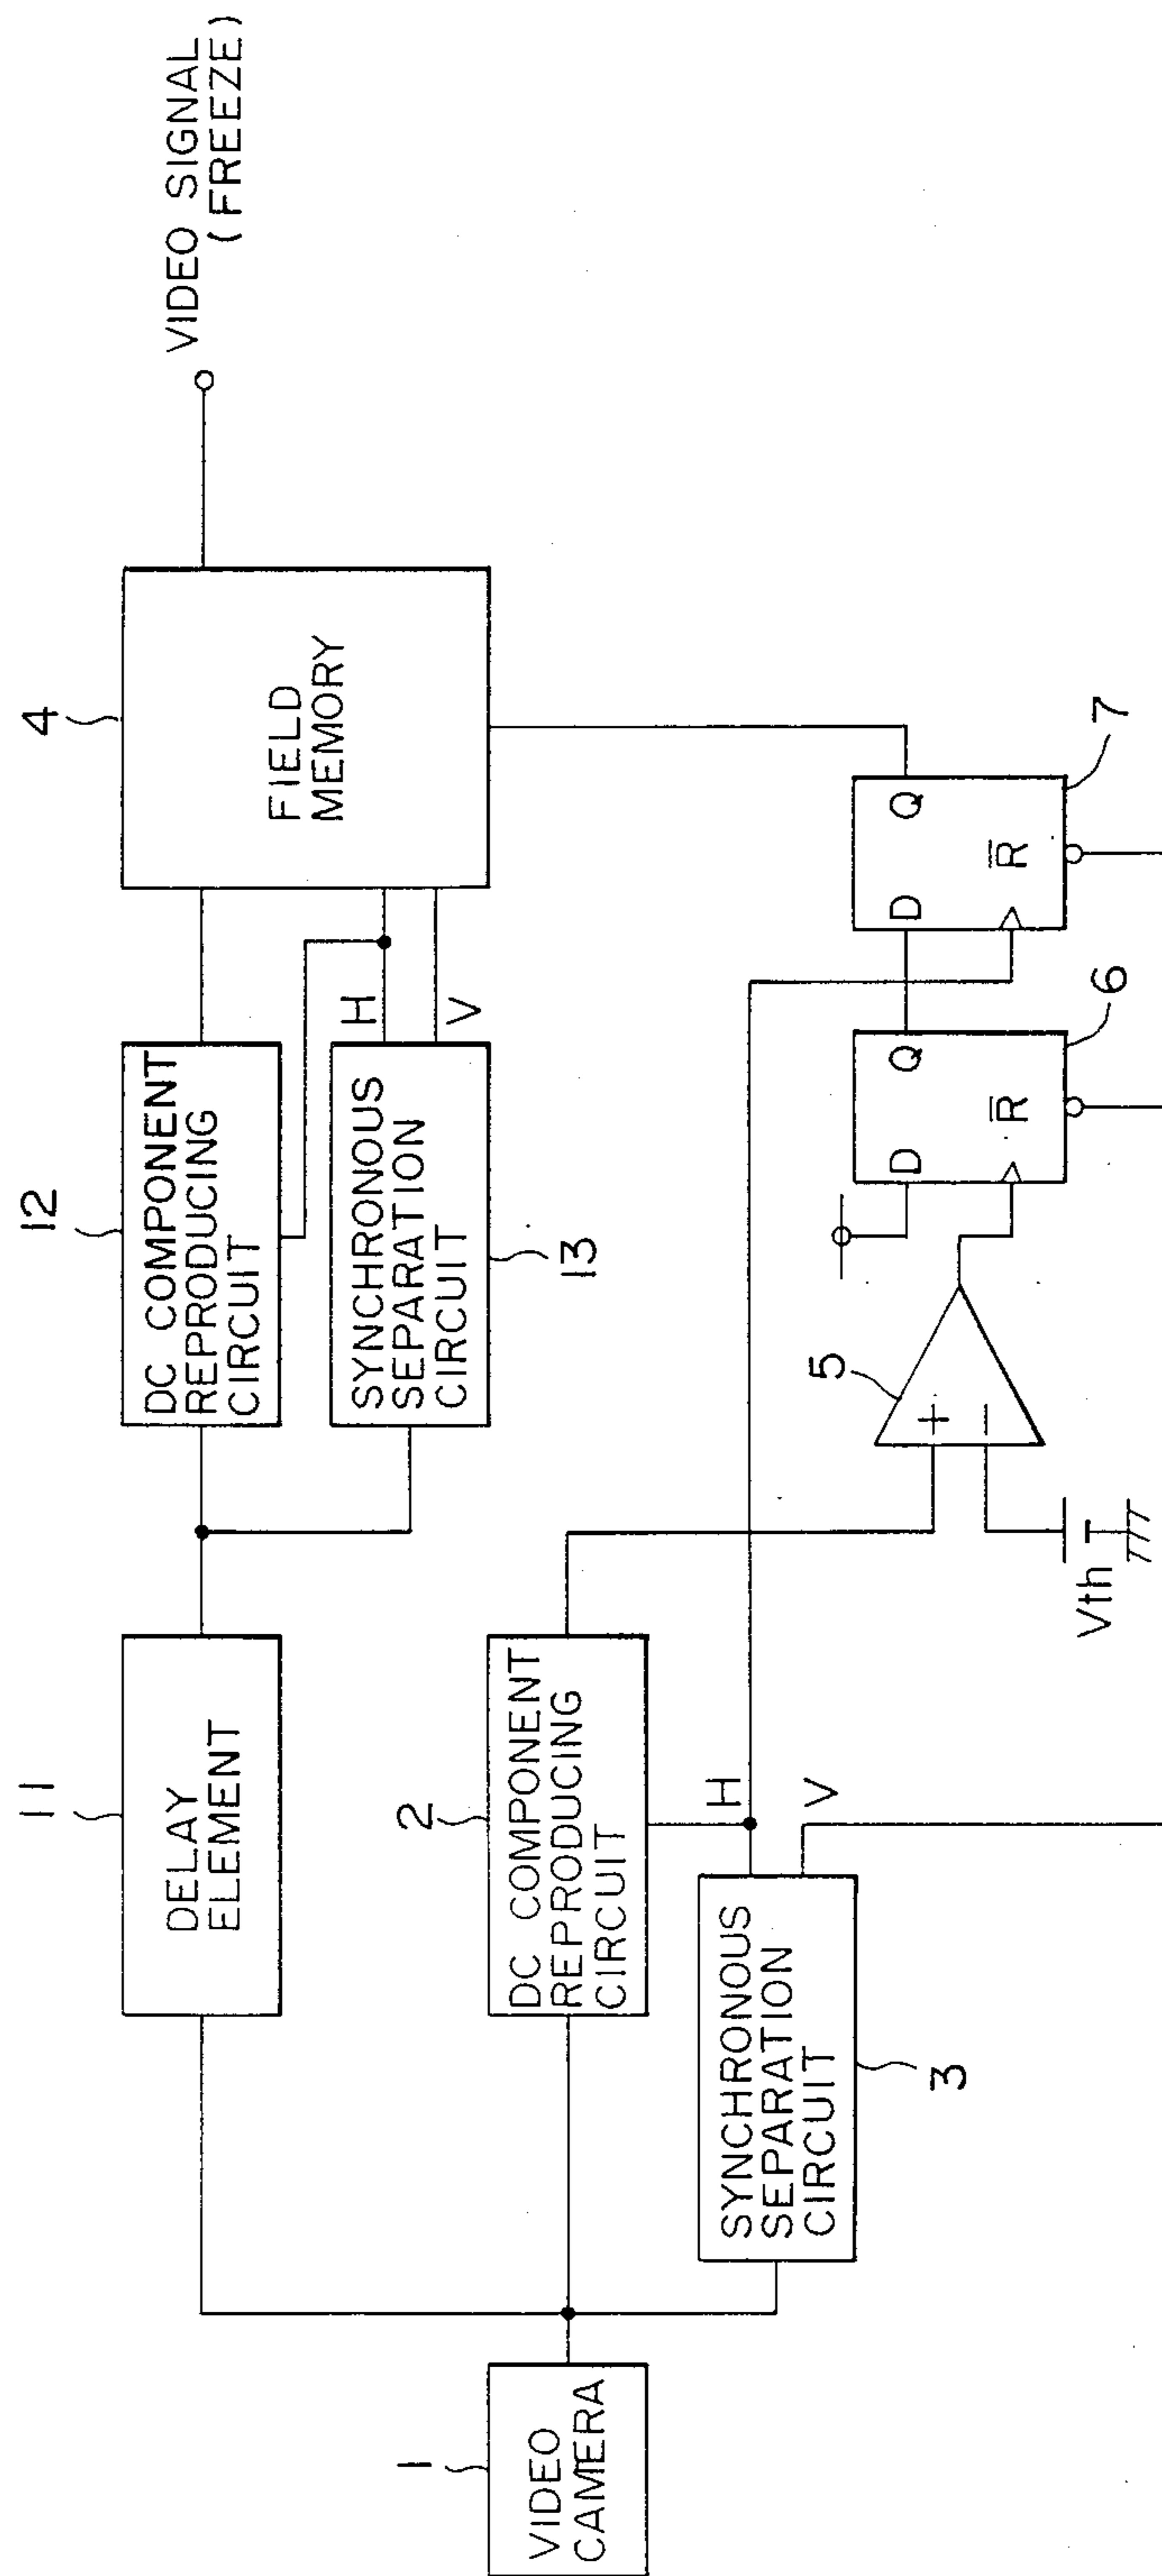 1
VIDEO
CAMERA
11
DELAY
ELEMENT
2
DC COMPONENT
REPRODUCING
CIRCUIT
H
V
SYNCHRONOUS
SEPARATION
CIRCUIT
3
12
DC COMPONENT
REPRODUCING
CIRCUIT
H
V
SYNCHRONOUS
SEPARATION
CIRCUIT
13
4
FIELD
MEMORY
VIDEO SIGNAL
(FREEZE)
5
+
−
Vth
D
Q
R̅
6
D
Q
R̅
7